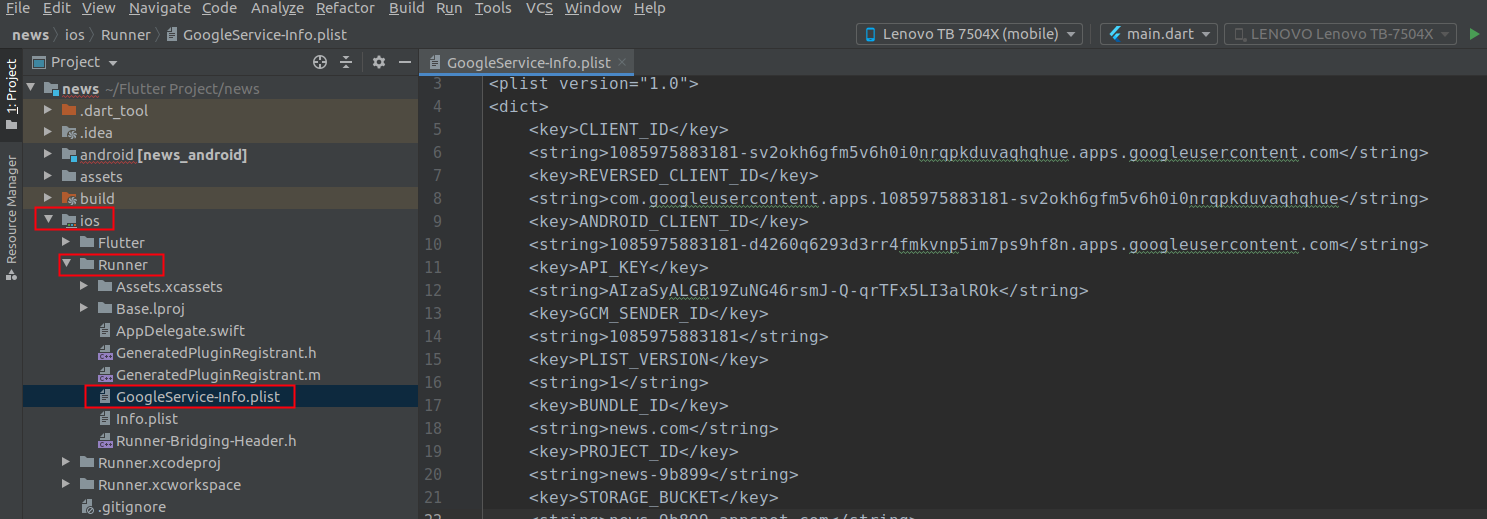 File Edit View Navigate Code Analyze Refactor Build Run Tools VCS Window Help
news ios Runner GoogleService-Info.plist Lenovo TB 7504X (mobile) main.dart LENOVO Lenovo TB-7504X
1: Project
Resource Manager
Project
news ~/Flutter Project/news
.dart_tool
.idea
android [news_android]
assets
build
ios
Flutter
Runner
Assets.xcassets
Base.lproj
AppDelegate.swift
GeneratedPluginRegistrant.h
GeneratedPluginRegistrant.m
GoogleService-Info.plist
Info.plist
Runner-Bridging-Header.h
Runner.xcodeproj
Runner.xcworkspace
.gitignore
GoogleService-Info.plist
3 <plist version="1.0">
4 <dict>
5 <key>CLIENT_ID</key>
6 <string>1085975883181-sv2okh6gfm5v6h0i0nrqpkduvaqhqhue.apps.googleusercontent.com</string>
7 <key>REVERSED_CLIENT_ID</key>
8 <string>com.googleusercontent.apps.1085975883181-sv2okh6gfm5v6h0i0nrqpkduvaqhqhue</string>
9 <key>ANDROID_CLIENT_ID</key>
10 <string>1085975883181-d4260q6293d3rr4fmkvnp5im7ps9hf8n.apps.googleusercontent.com</string>
11 <key>API_KEY</key>
12 <string>AIzaSyALGB19ZuNG46rsmJ-Q-qrTFx5LI3alROk</string>
13 <key>GCM_SENDER_ID</key>
14 <string>1085975883181</string>
15 <key>PLIST_VERSION</key>
16 <string>1</string>
17 <key>BUNDLE_ID</key>
18 <string>news.com</string>
19 <key>PROJECT_ID</key>
20 <string>news-9b899</string>
21 <key>STORAGE_BUCKET</key>
22 <string>news-9b899.appspot.com</string>